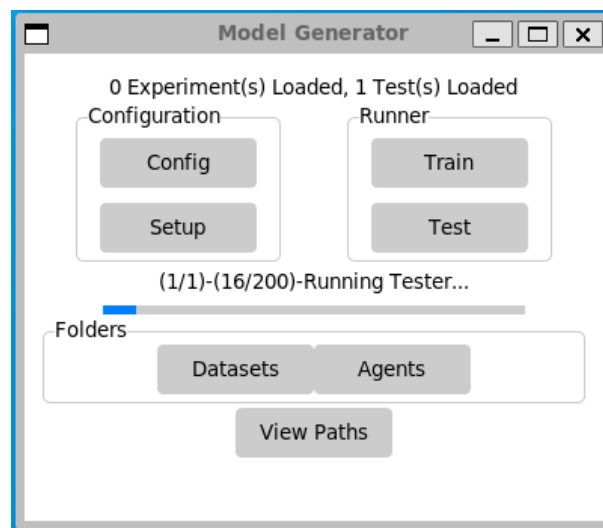 Model Generator
0 Experiment(s) Loaded, 1 Test(s) Loaded
Configuration
Config
Setup
Runner
Train
Test
(1/1)-(16/200)-Running Tester...
Folders
Datasets
Agents
View Paths